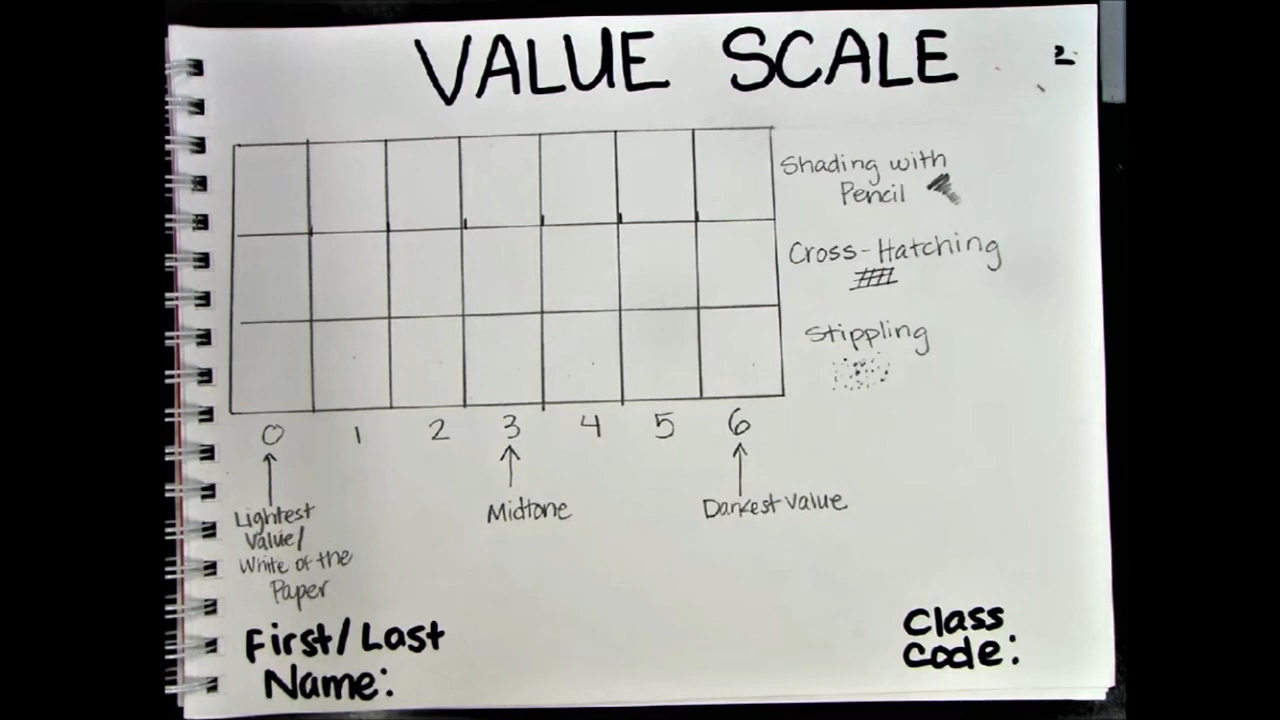 VALUE SCALE
2
Shading with
Pencil
Cross-Hatching
Stippling
0 1 2 3 4 5 6
Lightest
Value/
White of the
Paper
Midtone
Darkest Value
First/Last
Name:
Class
Code: